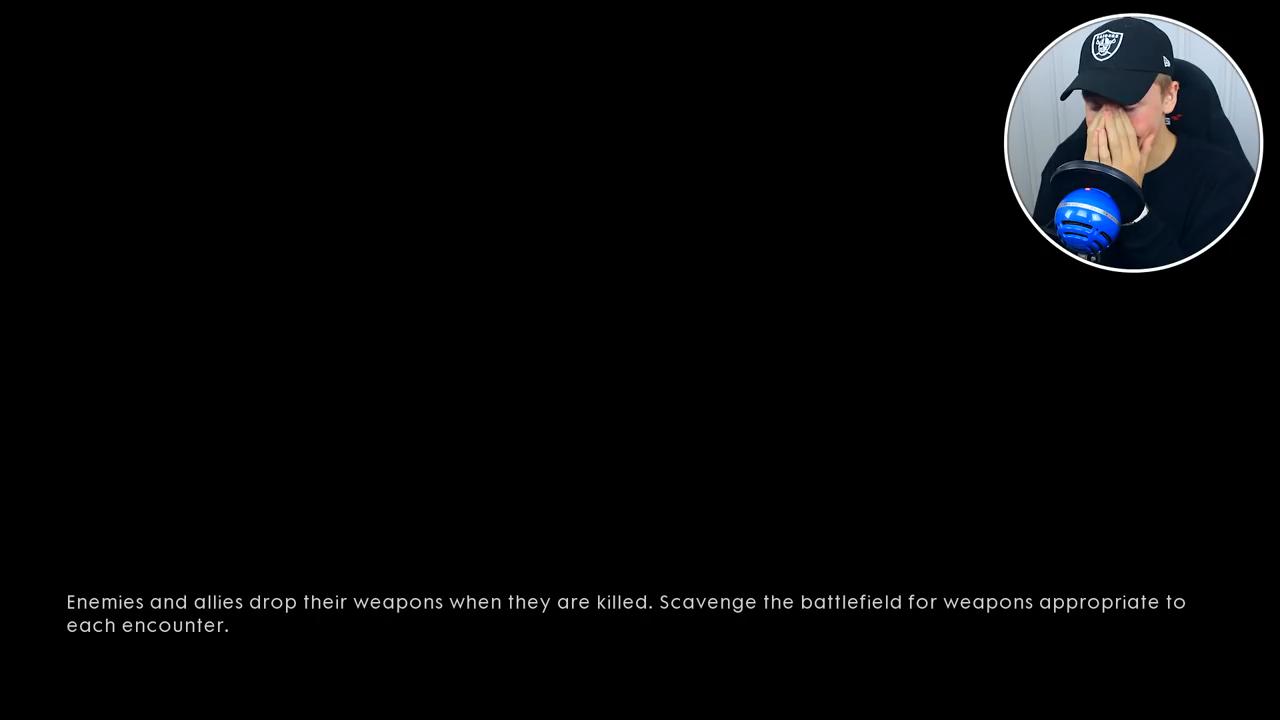 RAIDERS
Enemies and allies drop their weapons when they are killed. Scavenge the battlefield for weapons appropriate to
each encounter.